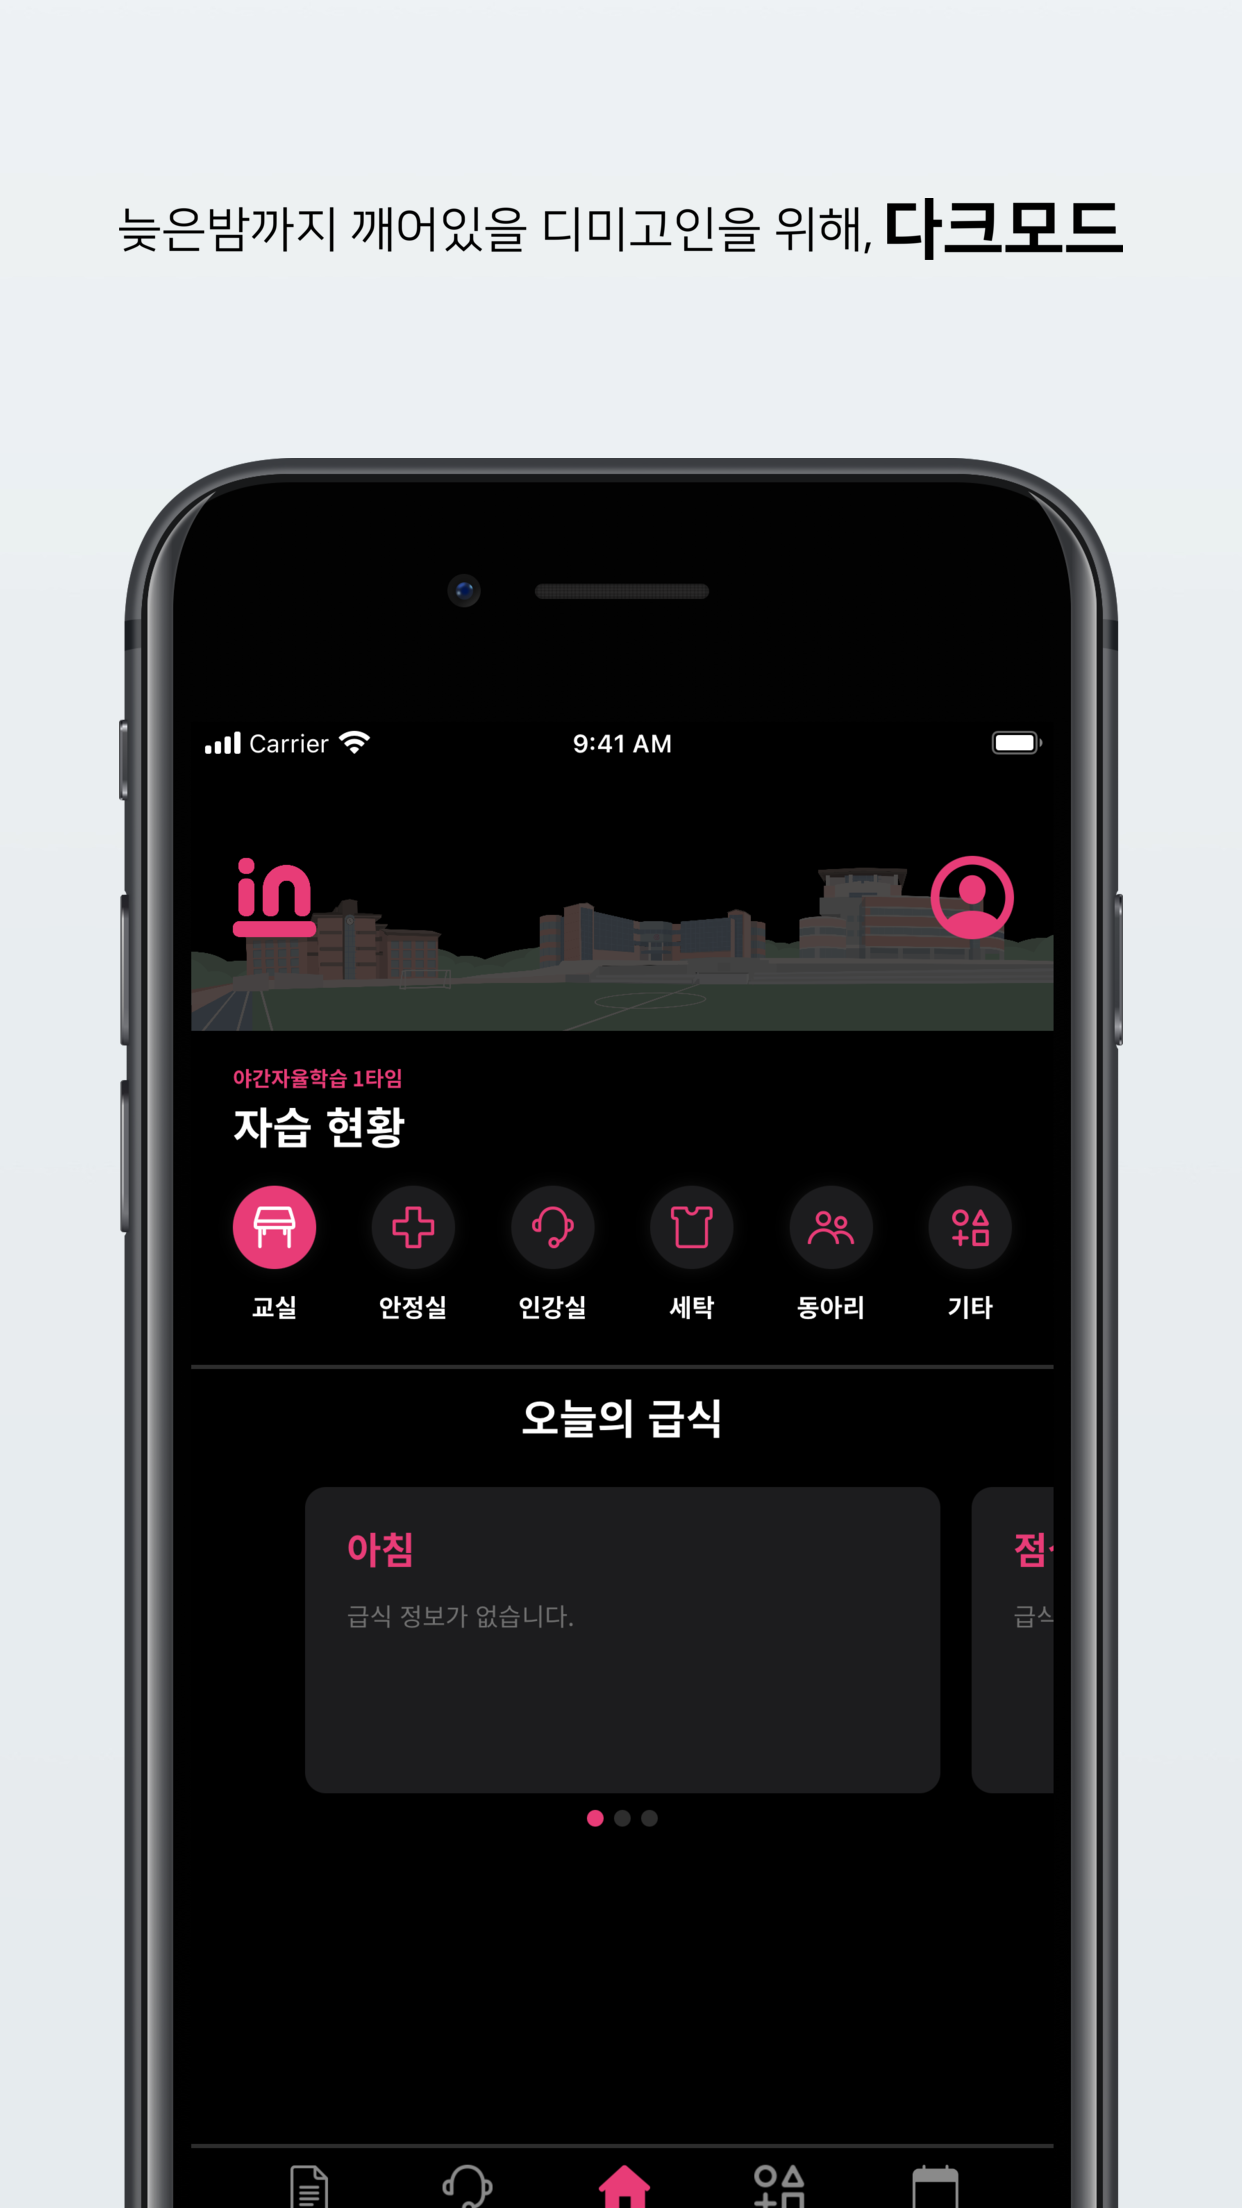 늦은밤까지 깨어있을 디미고인을 위해, 다크모드
Carrier 9:41 AM
in
야간자율학습 1타임
자습 현황
교실 안정실 인강실 세탁 동아리 기타
오늘의 급식
아침
급식 정보가 없습니다.
점
급식